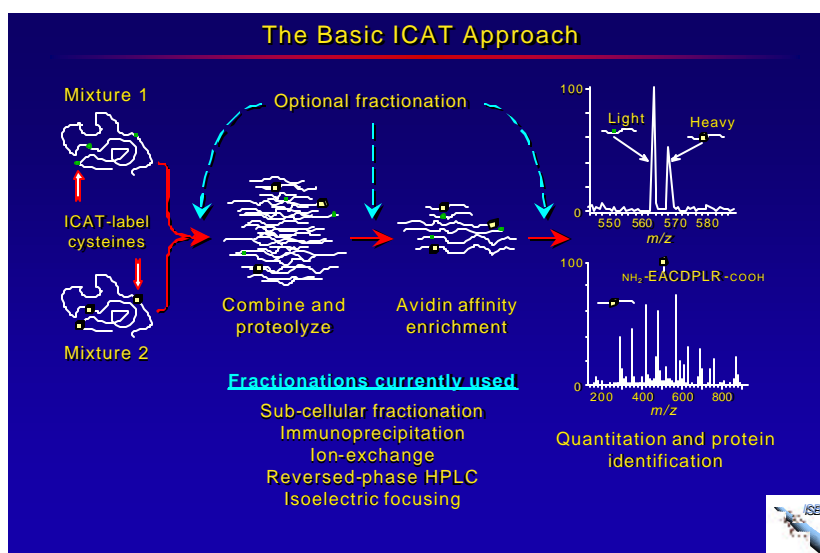 The Basic ICAT Approach
Mixture 1
Optional fractionation
ICAT-label
cysteines
Mixture 2
Combine and
proteolyze
Avidin affinity
enrichment
100
Light
Heavy
0
550 560 570 580
m/z
100
NH₂-EACDPLR-COOH
0
200 400 600 800
m/z
Quantitation and protein
identification
Fractionations currently used
Sub-cellular fractionation
Immunoprecipitation
Ion-exchange
Reversed-phase HPLC
Isoelectric focusing
ISB